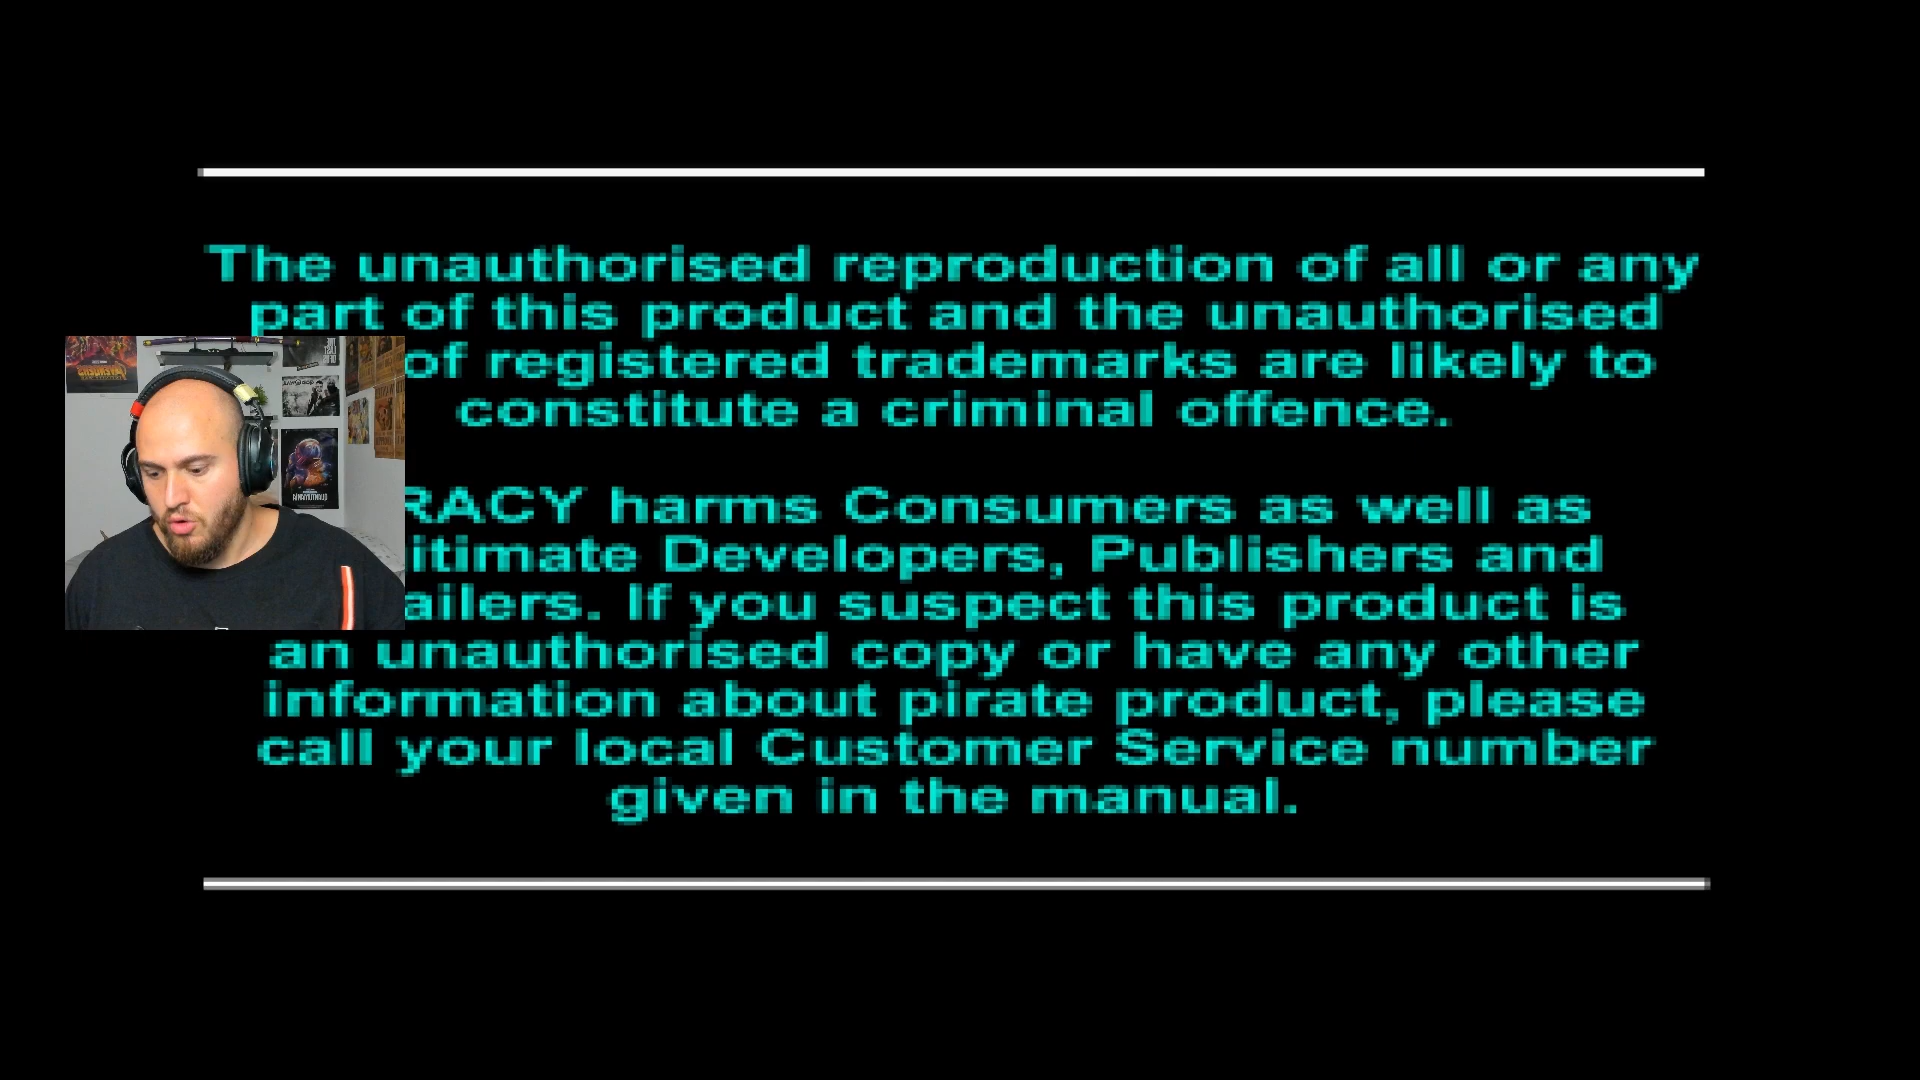 The unauthorised reproduction of all or any
part of this product and the unauthorised
of registered trademarks are likely to
constitute a criminal offence.
RACY harms Consumers as well as
itimate Developers, Publishers and
ailers. If you suspect this product is
an unauthorised copy or have any other
information about pirate product, please
call your local Customer Service number
given in the manual.